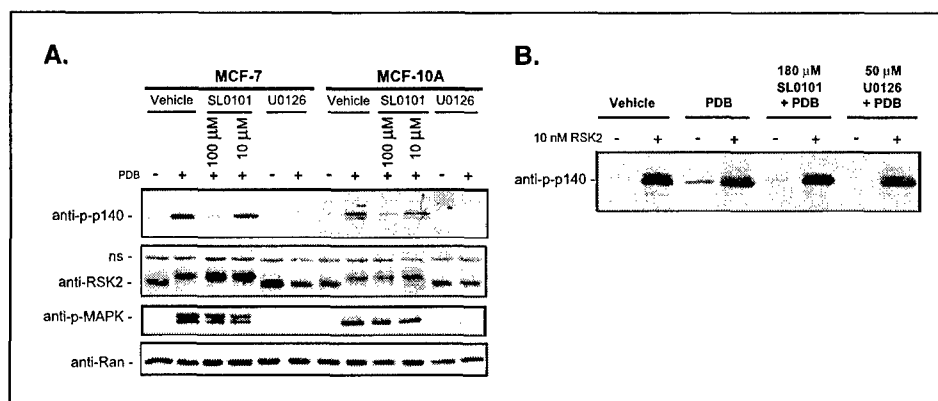 A.
MCF-7 MCF-10A
Vehicle SL0101 U0126 Vehicle SL0101 U0126
100 μM 10 μM 100 μM 10 μM
PDB - + + + - + - + + + - +
anti-p-p140 -
ns -
anti-RSK2 -
anti-p-MAPK -
anti-Ran -
B.
180 μM 50 μM
SL0101 U0126
Vehicle PDB + PDB + PDB
10 nM RSK2 - + - + - + - +
anti-p-p140 -